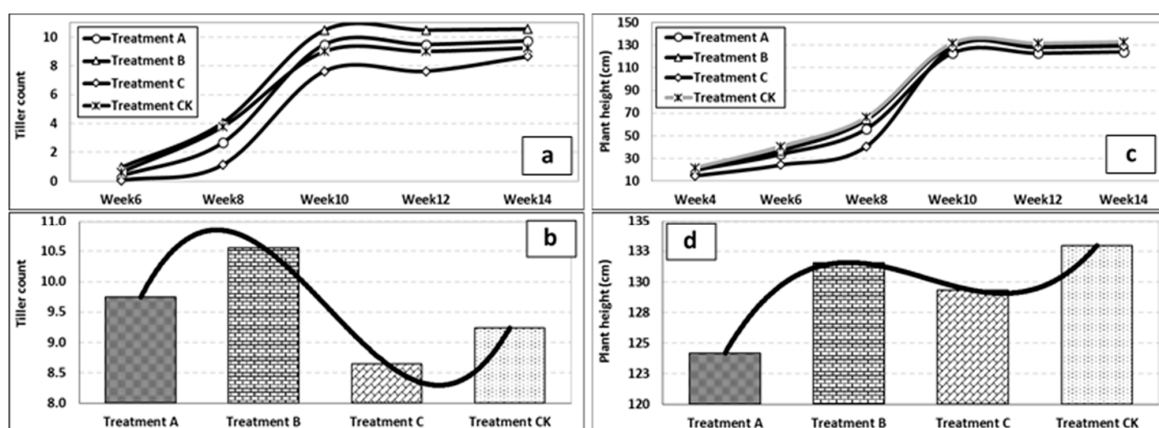 Tiller count
10
8
6
4
2
0
Treatment A
Treatment B
Treatment C
Treatment CK
a
Week6 Week8 Week10 Week12 Week14
Plant height (cm)
150
130
110
90
70
50
30
10
Treatment A
Treatment B
Treatment C
Treatment CK
c
Week4 Week6 Week8 Week10 Week12 Week14
Tiller count
11.0
10.5
10.0
9.5
9.0
8.5
8.0
b
Treatment A Treatment B Treatment C Treatment CK
Plant height (cm)
135
133
130
128
125
123
120
d
Treatment A Treatment B Treatment C Treatment CK